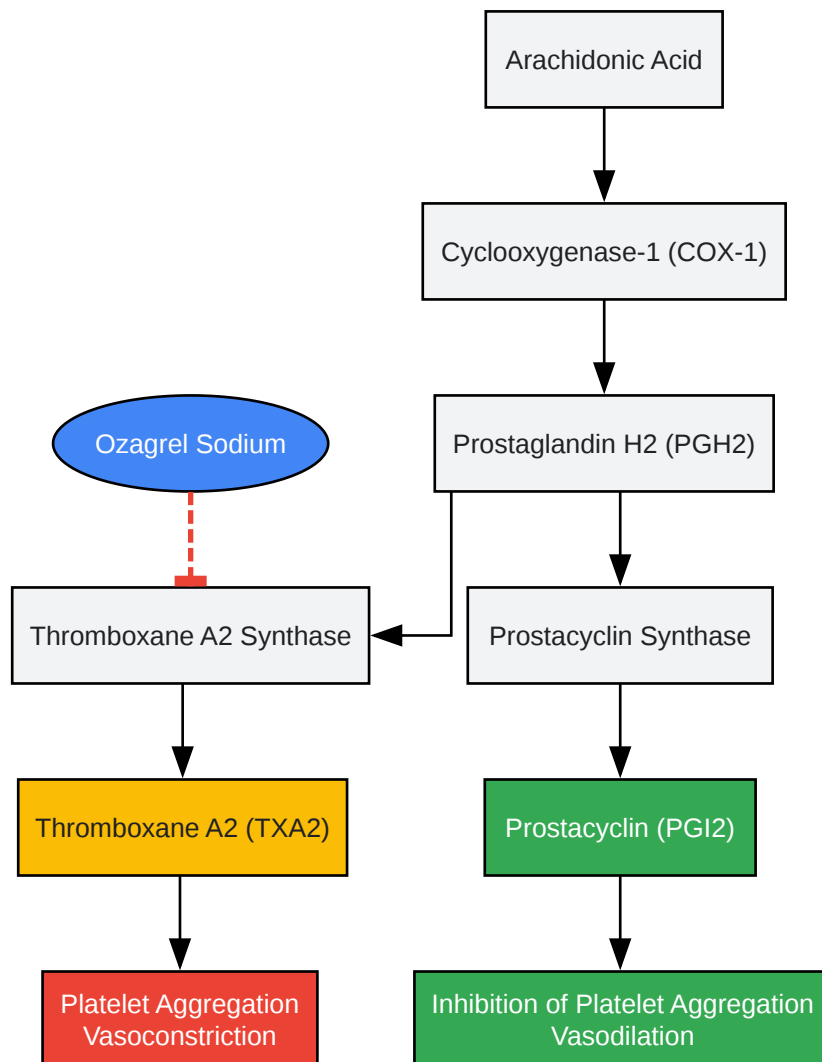 Arachidonic Acid
Cyclooxygenase-1 (COX-1)
Ozagrel Sodium
Prostaglandin H2 (PGH2)
Thromboxane A2 Synthase
Prostacyclin Synthase
Thromboxane A2 (TXA2)
Prostacyclin (PGI2)
Platelet Aggregation
Vasoconstriction
Inhibition of Platelet Aggregation
Vasodilation